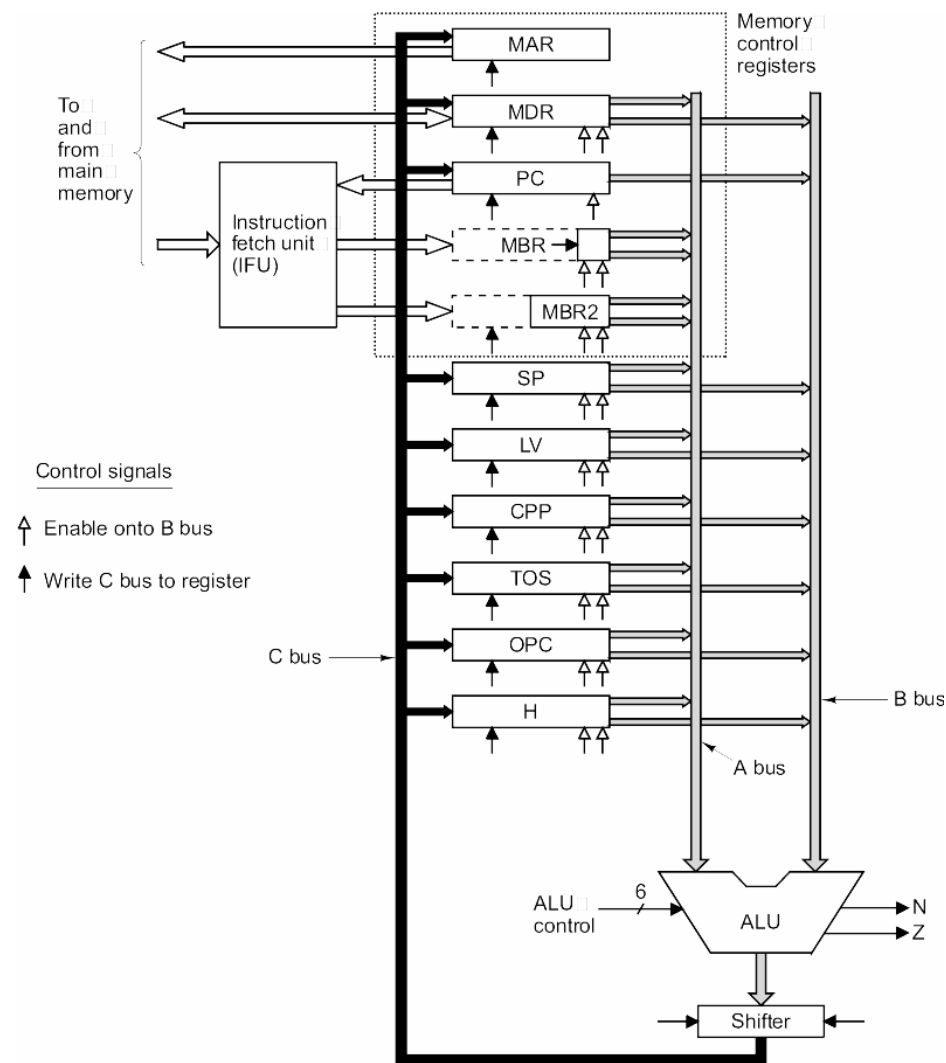 Memory
control
registers
MAR
MDR
To
and
from
main
memory
PC
Instruction
fetch unit
(IFU)
MBR
MBR2
SP
LV
Control signals
CPP
Enable onto B bus
TOS
Write C bus to register
OPC
C bus
H
B bus
A bus
6
ALU
control
ALU
N
Z
Shifter